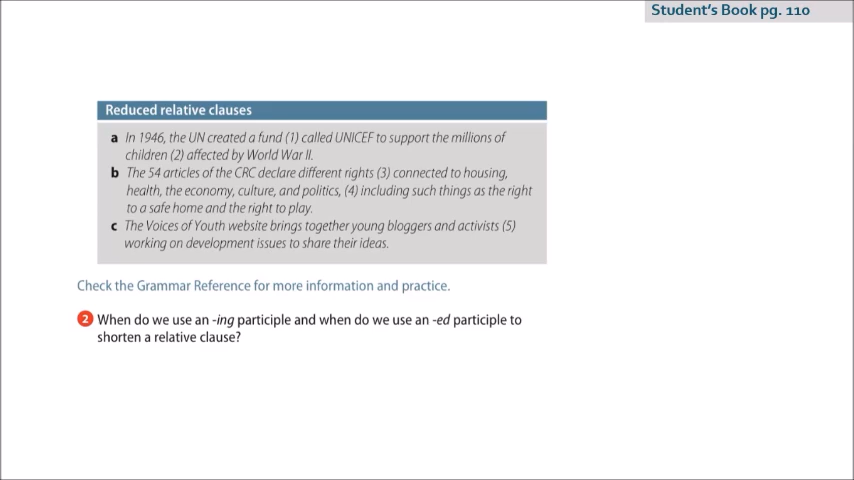 Student's Book pg. 110
Reduced relative clauses
a In 1946, the UN created a fund (1) called UNICEF to support the millions of
children (2) affected by World War II.
b The 54 articles of the CRC declare different rights (3) connected to housing,
health, the economy, culture, and politics, (4) including such things as the right
to a safe home and the right to play.
c The Voices of Youth website brings together young bloggers and activists (5)
working on development issues to share their ideas.
Check the Grammar Reference for more information and practice.
2 When do we use an -ing participle and when do we use an -ed participle to
shorten a relative clause?